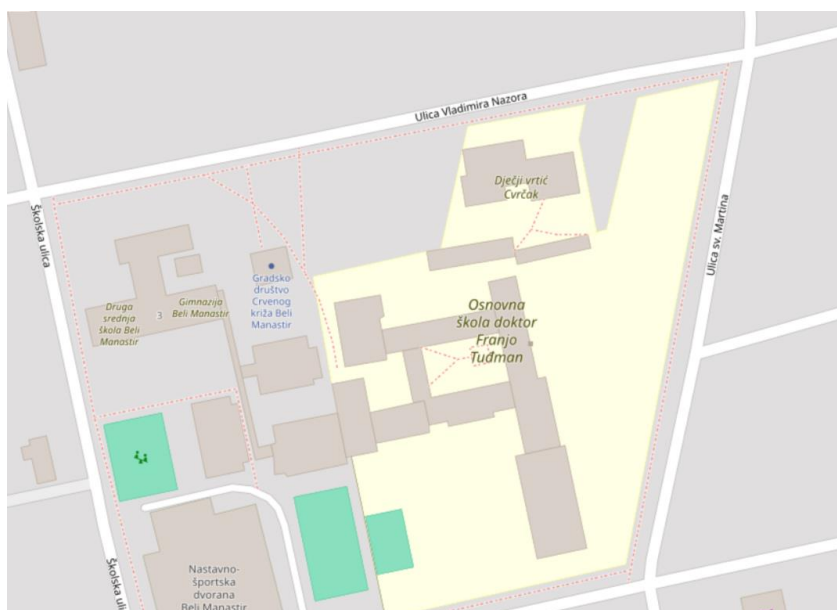 Ulica Vladimira Nazora
Dječji vrtić
Cvrčak
Školska ulica
Ulica sv. Martina
Gradsko
društvo
Crvenog
križa Beli
Manastir
Druga
srednja
škola Beli
Manastir
3
Gimnazija
Beli Manastir
Osnovna
škola doktor
Franjo
Tuđman
Školska uli
Nastavno-
športska
dvorana
Beli Manastir